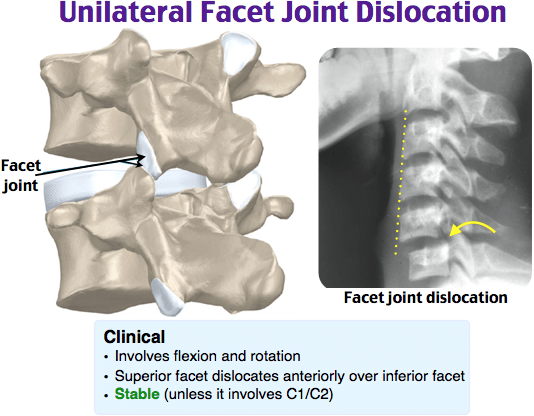 Unilateral Facet Joint Dislocation
Facet
joint
Facet joint dislocation
Clinical
• Involves flexion and rotation
• Superior facet dislocates anteriorly over inferior facet
• Stable (unless it involves C1/C2)